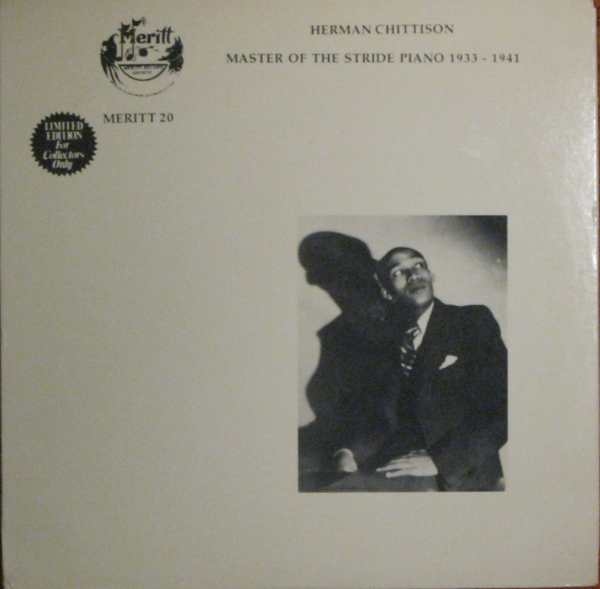 HERMAN CHITTISON
MASTER OF THE STRIDE PIANO 1933 - 1941
Meritt
MERITT 20
LIMITED
EDITION
For
Collectors
Only